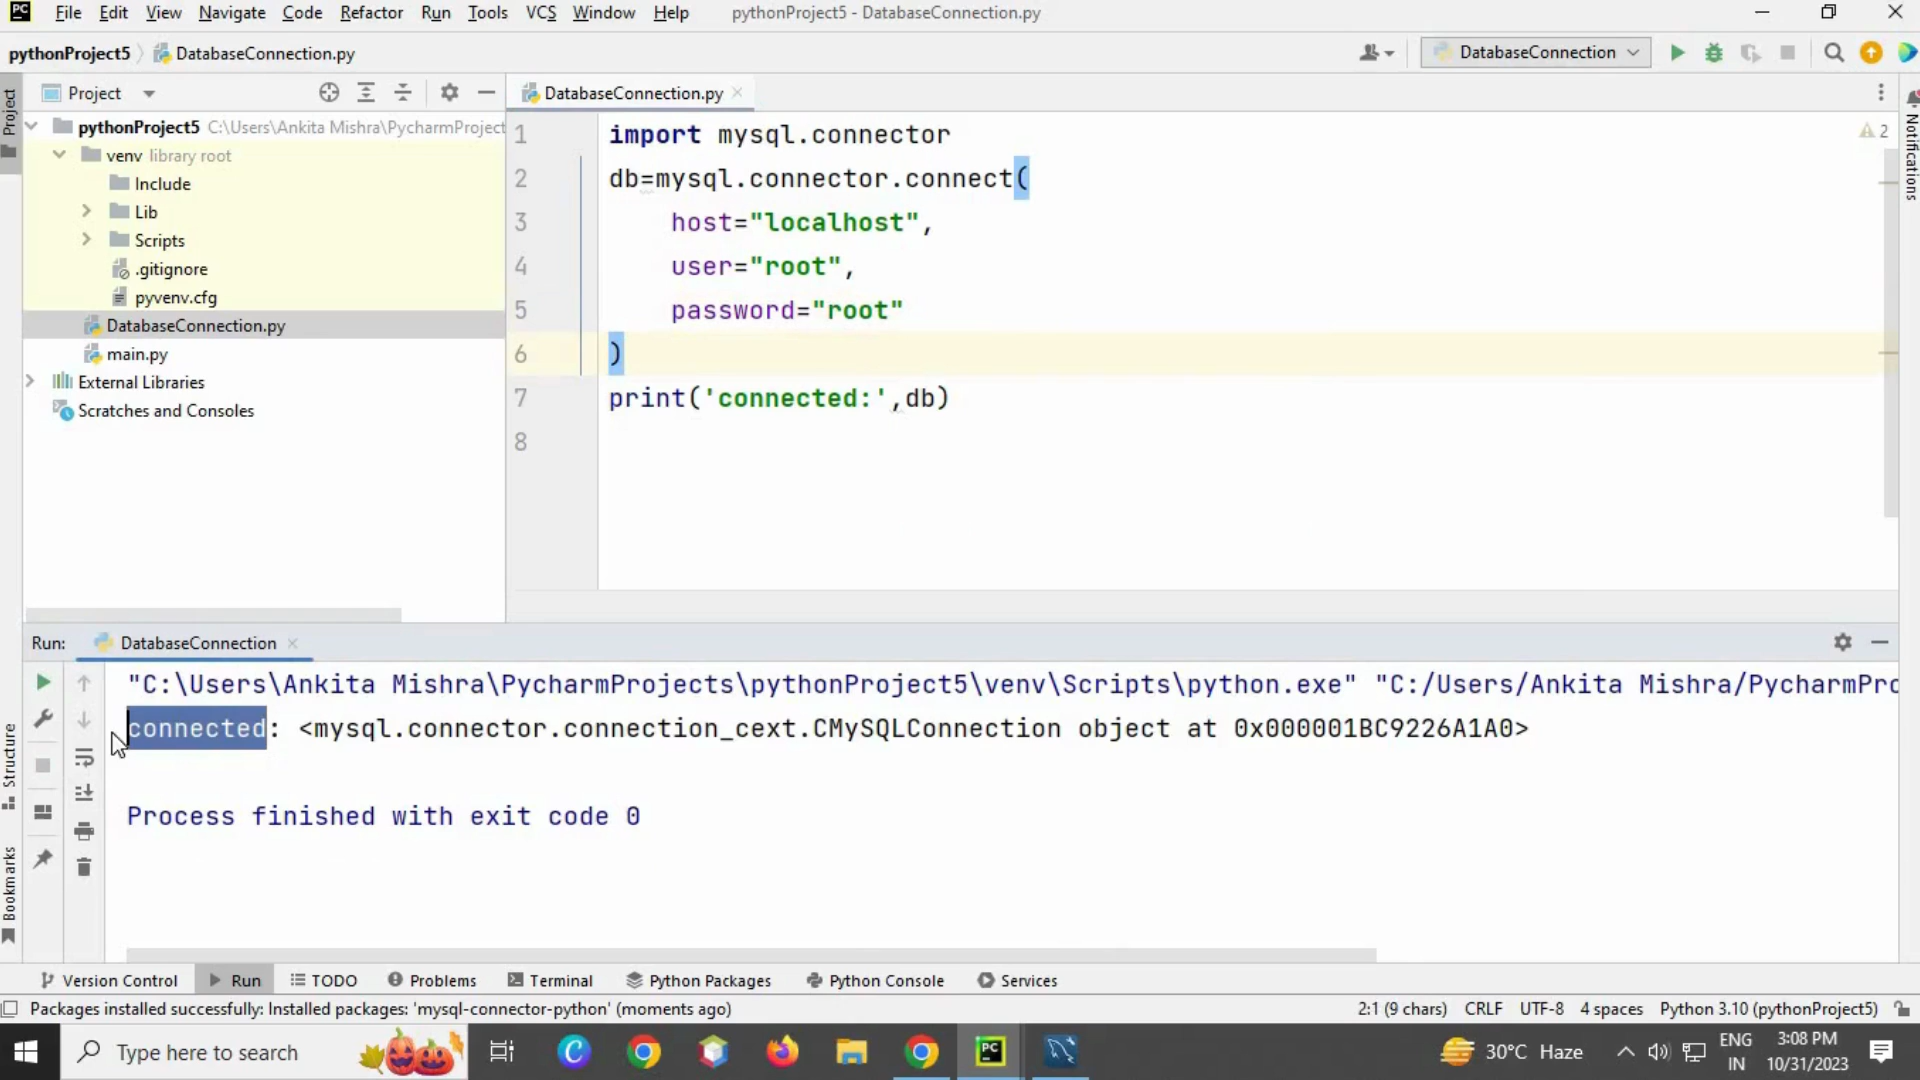 PC File Edit View Navigate Code Refactor Run Tools VCS Window Help pythonProject5 - DatabaseConnection.py
pythonProject5 DatabaseConnection.py DatabaseConnection
Project
Project
DatabaseConnection.py
pythonProject5 C:\Users\Ankita Mishra\PycharmProject
venv library root
Include
Lib
Scripts
.gitignore
pyvenv.cfg
DatabaseConnection.py
main.py
External Libraries
Scratches and Consoles
1 import mysql.connector
2 db=mysql.connector.connect(
3 host="localhost",
4 user="root",
5 password="root"
6 )
7 print('connected:',db)
8
2
Notifications
Run: DatabaseConnection
"C:\Users\Ankita Mishra\PycharmProjects\pythonProject5\venv\Scripts\python.exe" "C:/Users/Ankita Mishra/PycharmPro
connected: <mysql.connector.connection_cext.CMySQLConnection object at 0x000001BC9226A1A0>
Process finished with exit code 0
Structure
Bookmarks
Version Control Run TODO Problems Terminal Python Packages Python Console Services
Packages installed successfully: Installed packages: 'mysql-connector-python' (moments ago) 2:1 (9 chars) CRLF UTF-8 4 spaces Python 3.10 (pythonProject5)
Type here to search C PC 30°C Haze ENG 3:08 PM
IN 10/31/2023